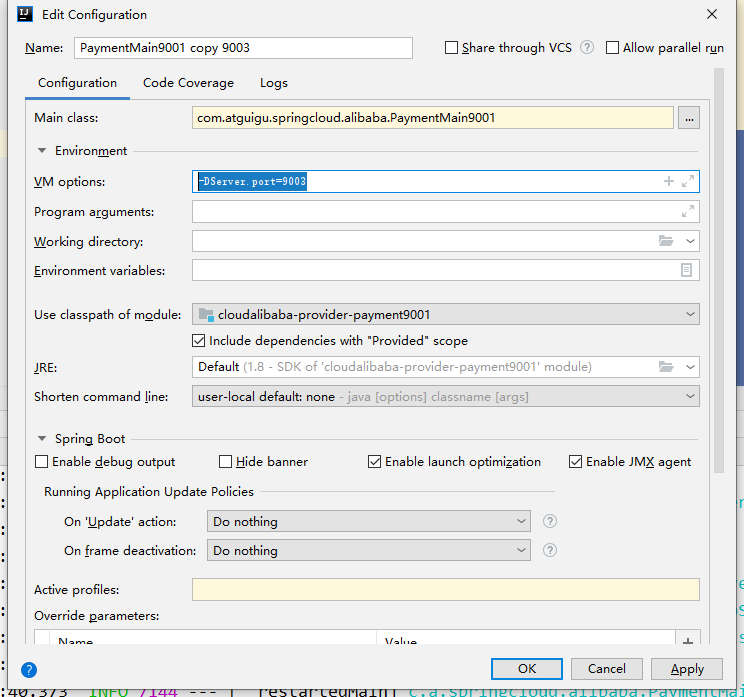 Edit Configuration
Name: PaymentMain9001 copy 9003 Share through VCS ? Allow parallel run
Configuration Code Coverage Logs
Main class: com.atguigu.springcloud.alibaba.PaymentMain9001 ...
Environment
VM options: -DServer.port=9003
Program arguments:
Working directory:
Environment variables:
Use classpath of module: cloudalibaba-provider-payment9001
Include dependencies with "Provided" scope
JRE: Default (1.8 - SDK of 'cloudalibaba-provider-payment9001' module)
Shorten command line: user-local default: none - java [options] classname [args]
Spring Boot
Enable debug output Hide banner Enable launch optimization Enable JMX agent
Running Application Update Policies
On 'Update' action: Do nothing ?
On frame deactivation: Do nothing ?
Active profiles:
Override parameters:
Name Value
? OK Cancel Apply
:40.373 INFO 7144 --- [ restartedMain] c.a.springcloud.alibaba.PaymentMai